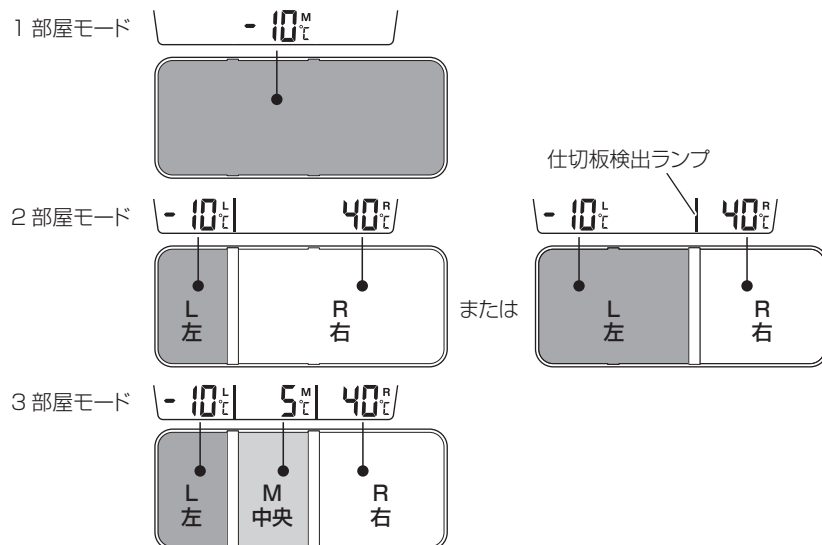 1 部屋モード
- 10 M ℃
仕切板検出ランプ
2 部屋モード
- 10 L ℃ 40 R ℃
- 10 L ℃ 40 R ℃
L
左
R
右
または
L
左
R
右
3 部屋モード
- 10 L ℃ 5 M ℃ 40 R ℃
L
左
M
中央
R
右